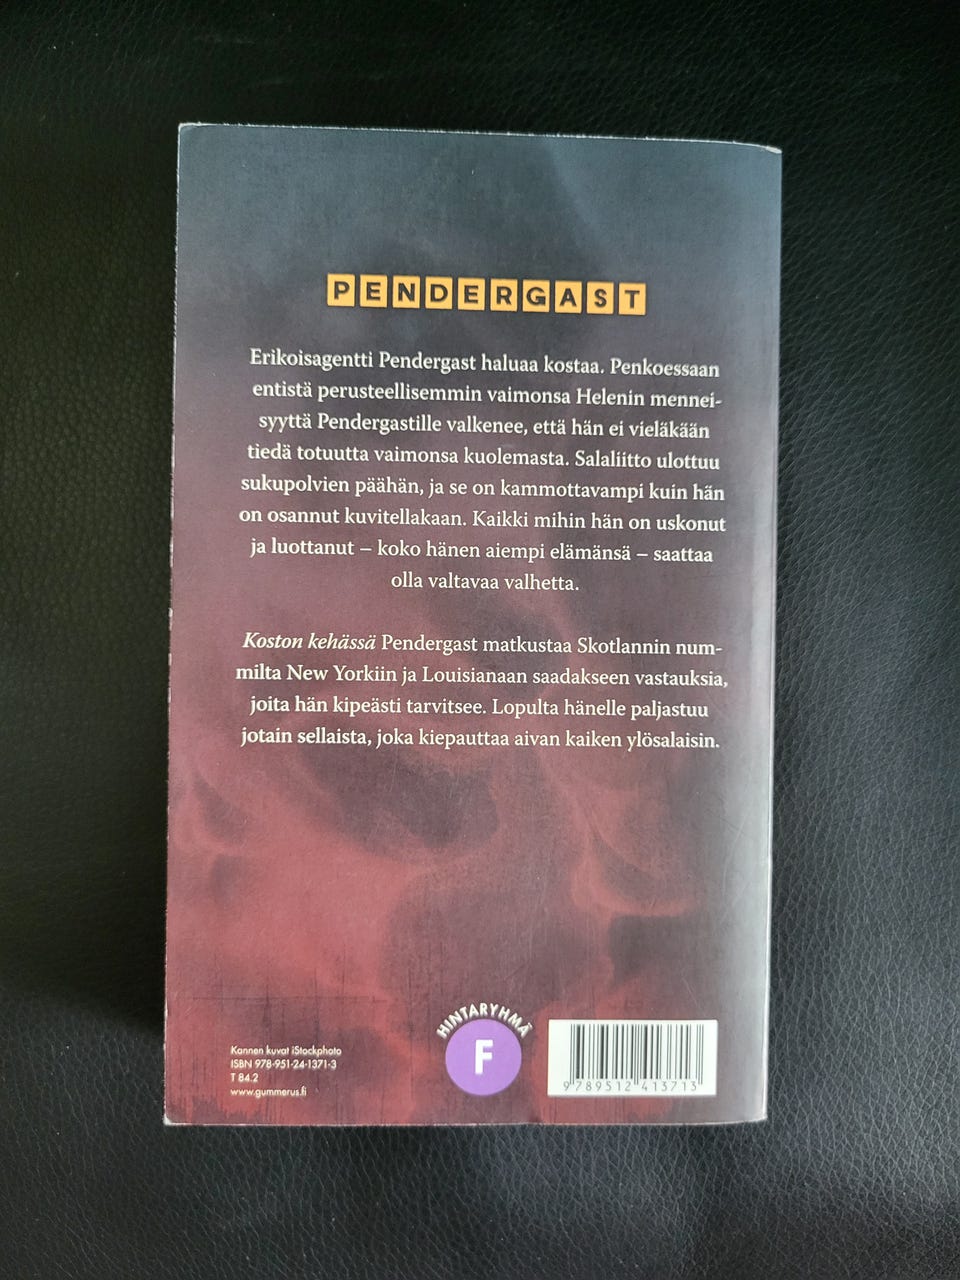 PENDERGAST
Erikoisagentti Pendergast haluaa kostaa. Penkoessaan
entistä perusteellisemmin vaimonsa Helenin mennei-
syyttä Pendergastille valkenee, että hän ei vieläkään
tiedä totuutta vaimonsa kuolemasta. Salaliitto ulottuu
sukupolvien päähän, ja se on kammottavampi kuin hän
on osannut kuvitellakaan. Kaikki mihin hän on uskonut
ja luottanut – koko hänen aiempi elämänsä – saattaa
olla valtavaa valhetta.
Koston kehässä Pendergast matkustaa Skotlannin num-
milta New Yorkiin ja Louisianaan saadakseen vastauksia,
joita hän kipeästi tarvitsee. Lopulta hänelle paljastuu
jotain sellaista, joka kiepauttaa aivan kaiken ylösalaisin.
Kannen kuvat iStockphoto
ISBN 978-951-24-1371-3
T 84.2
www.gummerus.fi
HINTARYHMÄ
F
9 789512 413713